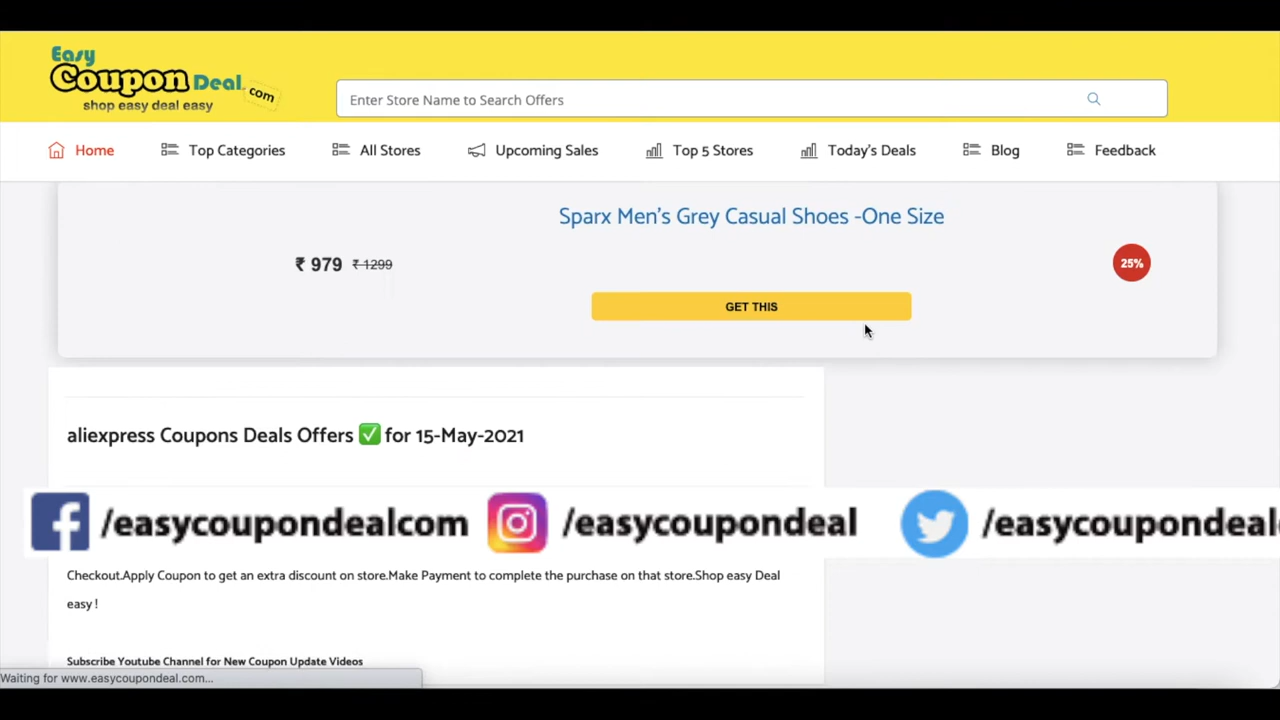 Easy
Coupon Deal.com
shop easy deal easy
Enter Store Name to Search Offers
Home Top Categories All Stores Upcoming Sales Top 5 Stores Today's Deals Blog Feedback
Sparx Men's Grey Casual Shoes -One Size
₹ 979 ₹ 1299
25%
GET THIS
aliexpress Coupons Deals Offers ✅ for 15-May-2021
/easycoupondealcom /easycoupondeal /easycoupondeal
Checkout.Apply Coupon to get an extra discount on store.Make Payment to complete the purchase on that store.Shop easy Deal
easy !
Subscribe Youtube Channel for New Coupon Update Videos
Waiting for www.easycoupondeal.com...